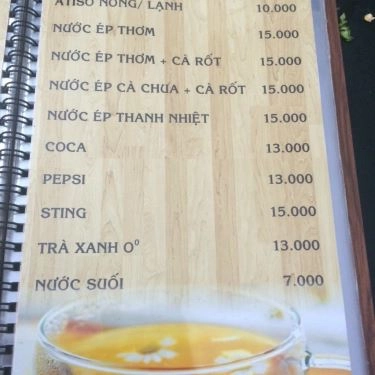 ATISÔ NÓNG/ LẠNH 10.000
NƯỚC ÉP THƠM 15.000
NƯỚC ÉP THƠM + CÀ RỐT 15.000
NƯỚC ÉP CÀ CHUA + CÀ RỐT 15.000
NƯỚC ÉP THANH NHIỆT 15.000
COCA 13.000
PEPSI 13.000
STING 15.000
TRÀ XANH O⁰ 13.000
NƯỚC SUỐI 7.000